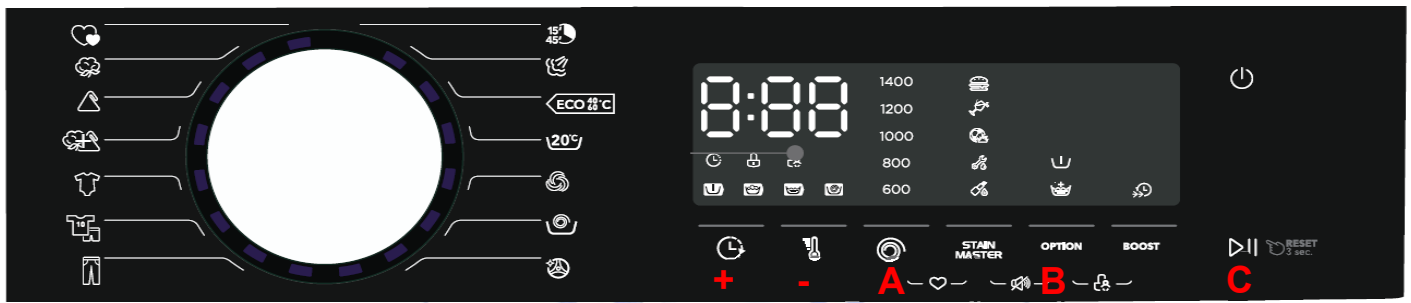 15'
45'
ECO 40 °C
60
20°C
10
8:88
1400
1200
1000
800
600
STAIN
MASTER
OPTION
BOOST
RESET
3 sec.
+
-
A
B
C